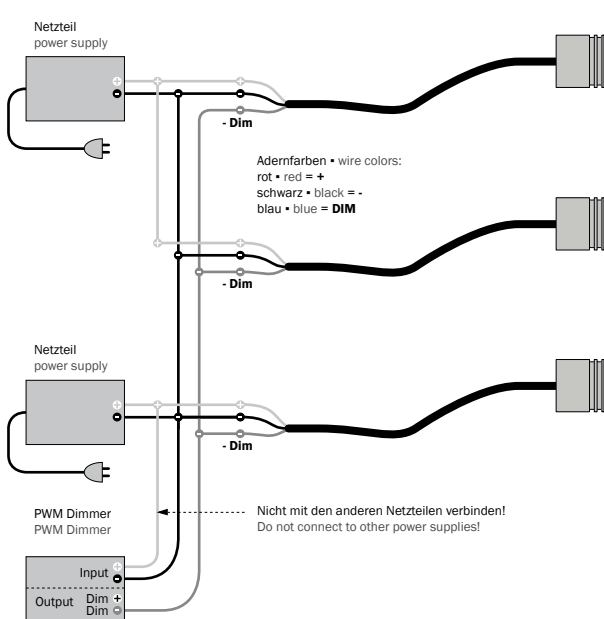 Netzteil
power supply
- Dim
Adernfarben ▪ wire colors:
rot ▪ red = +
schwarz ▪ black = -
blau ▪ blue = DIM
- Dim
Netzteil
power supply
- Dim
PWM Dimmer
PWM Dimmer
Nicht mit den anderen Netzteilen verbinden!
Do not connect to other power supplies!
Input
Output Dim +
Dim -